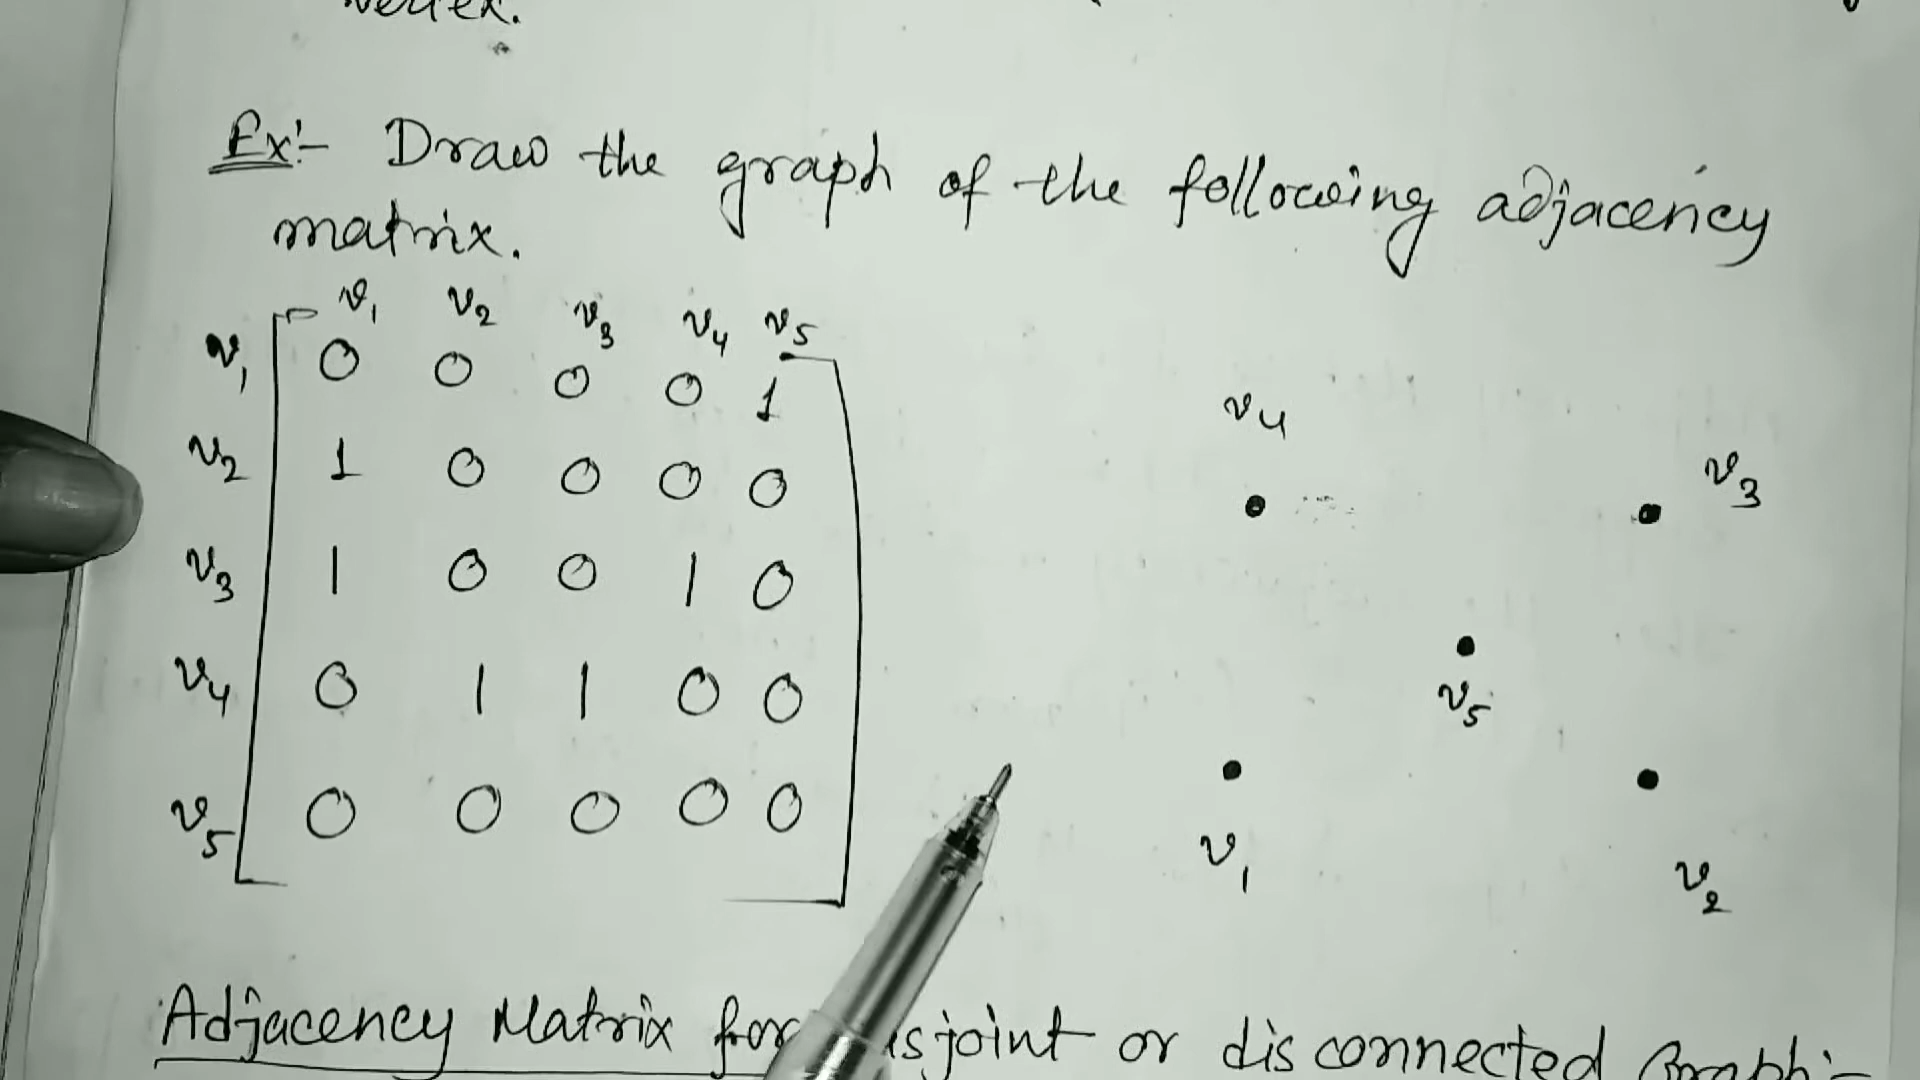 vertex.
Ex:- Draw the graph of the following adjacency
matrix.
v1 v2 v3 v4 v5
v1 0 0 0 0 1
v2 1 0 0 0 0
v3 1 0 0 1 0
v4 0 1 1 0 0
v5 0 0 0 0 0
v4
v3
v5
v1
v2
Adjacency Matrix for or disconnected Graph:-